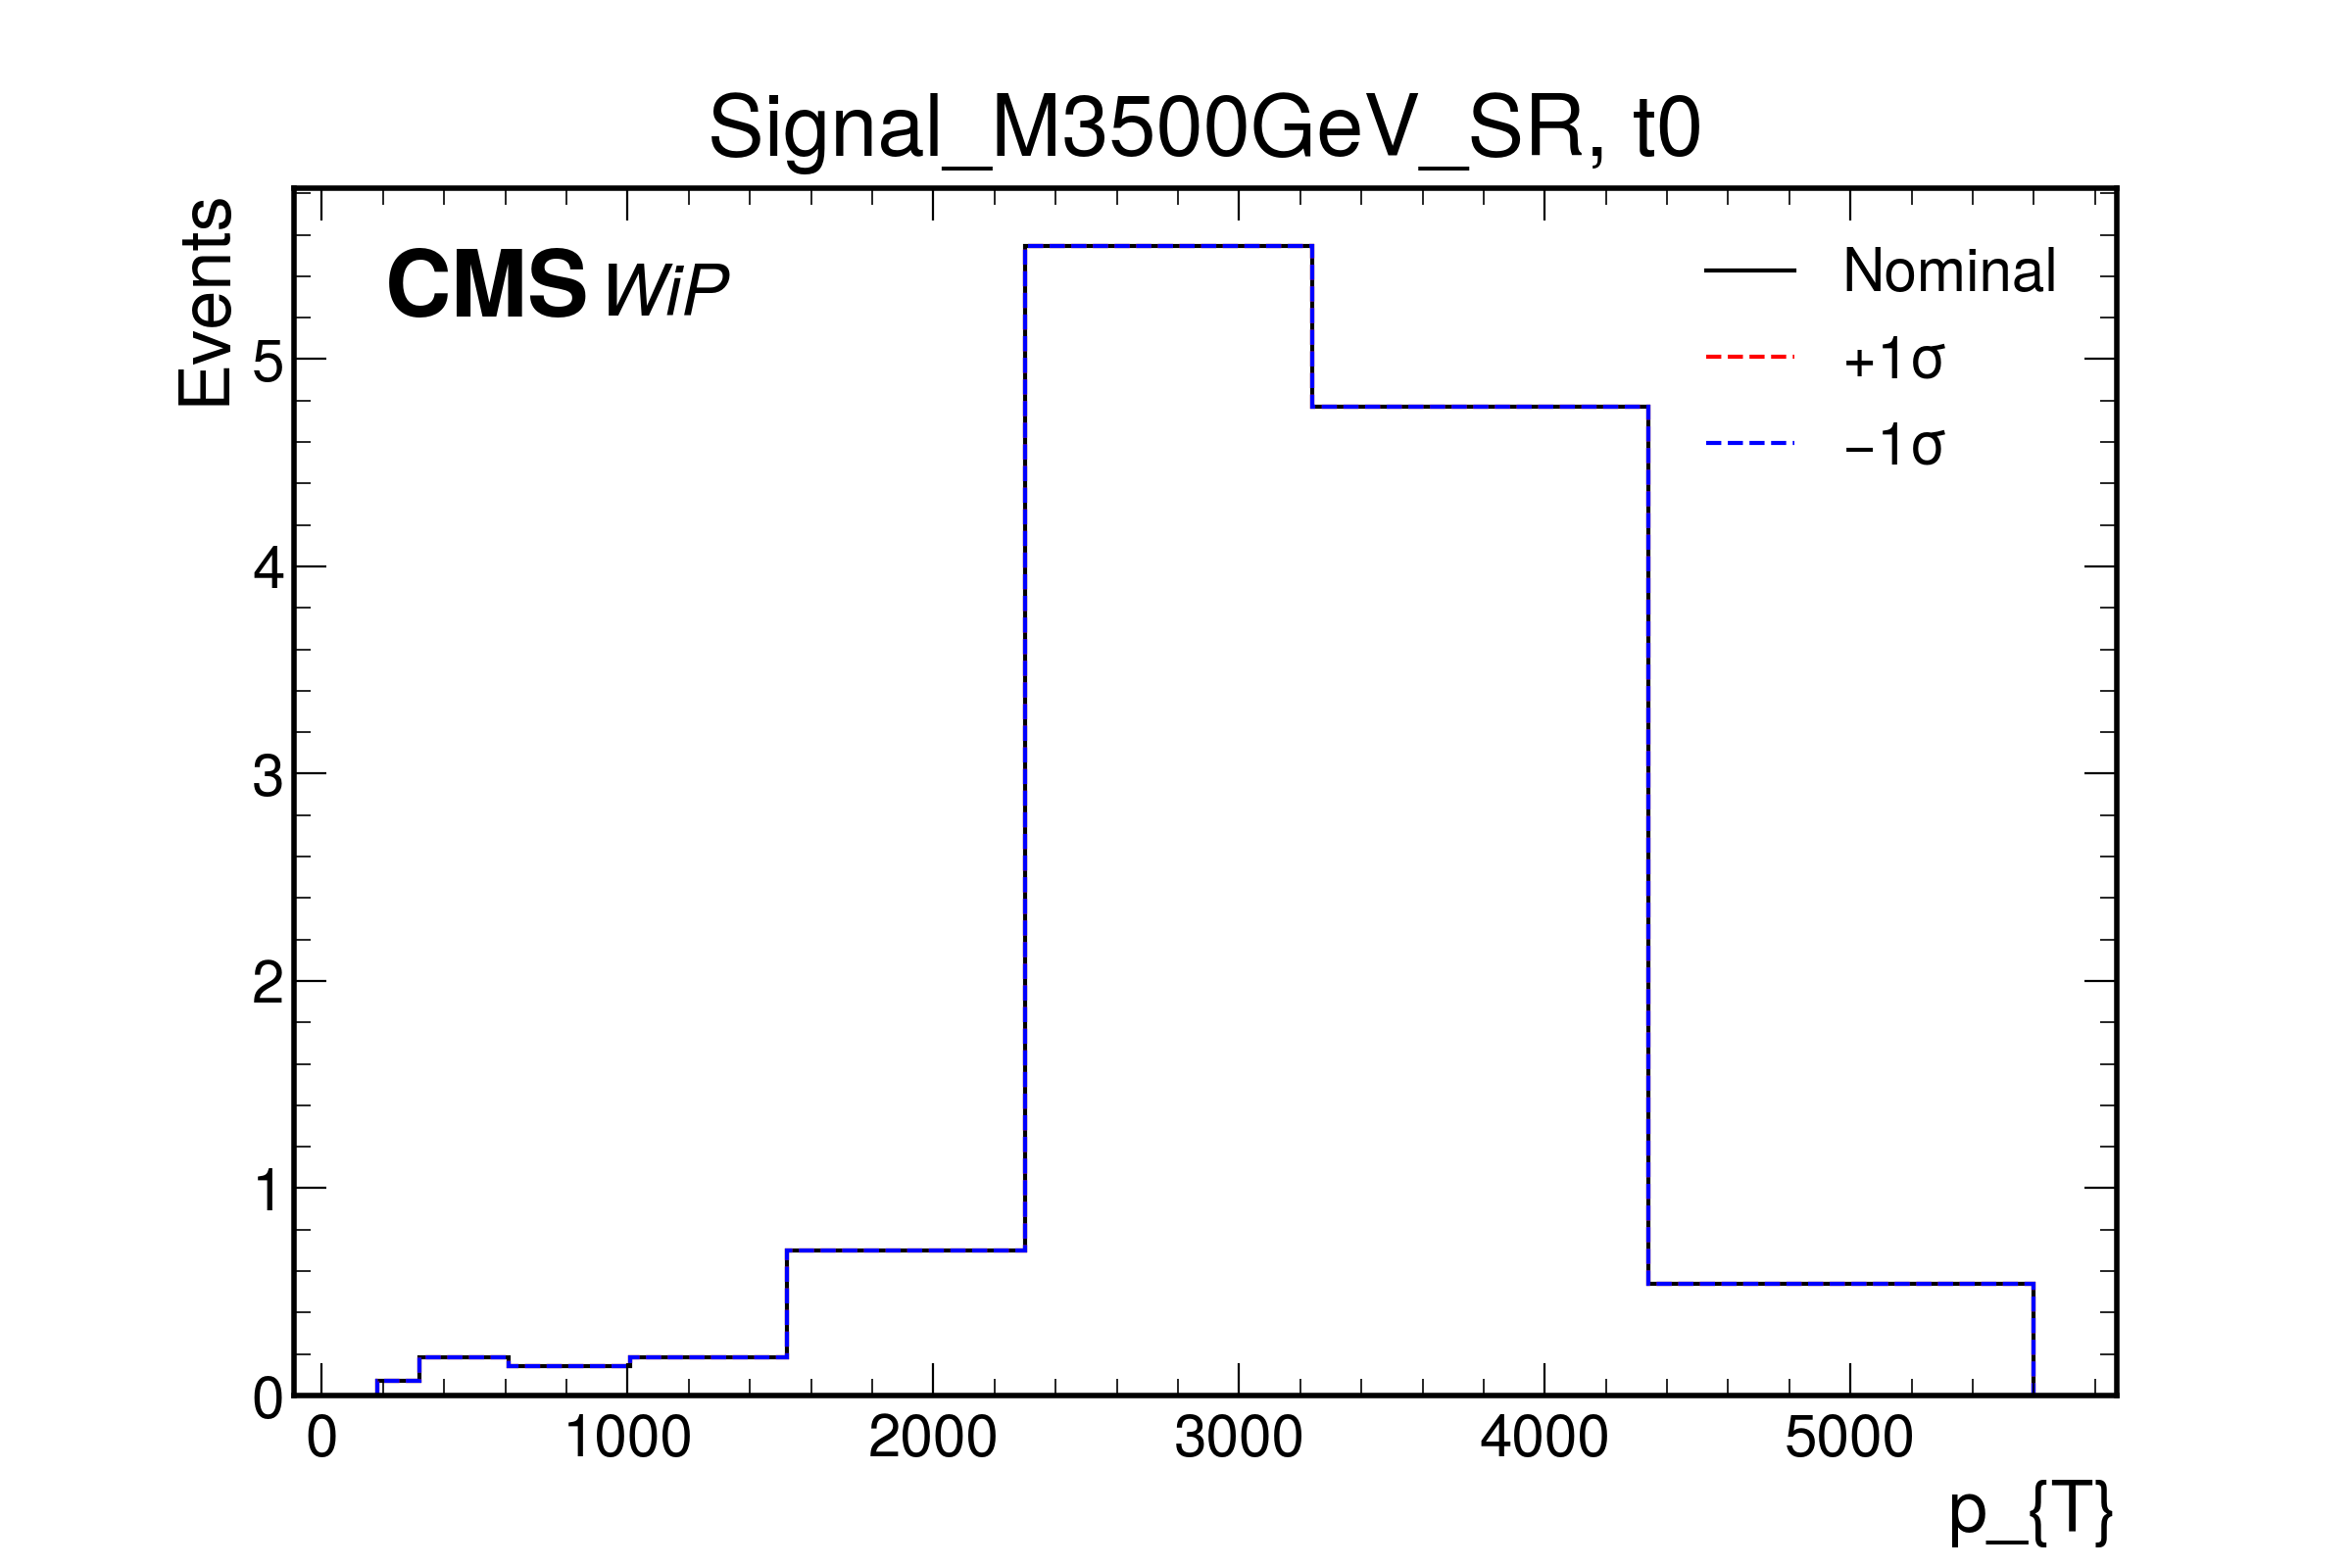 Signal_M3500GeV_SR, t0
Events
CMS WiP
Nominal
+1σ
−1σ
5
4
3
2
1
0
0 1000 2000 3000 4000 5000
p_{T}